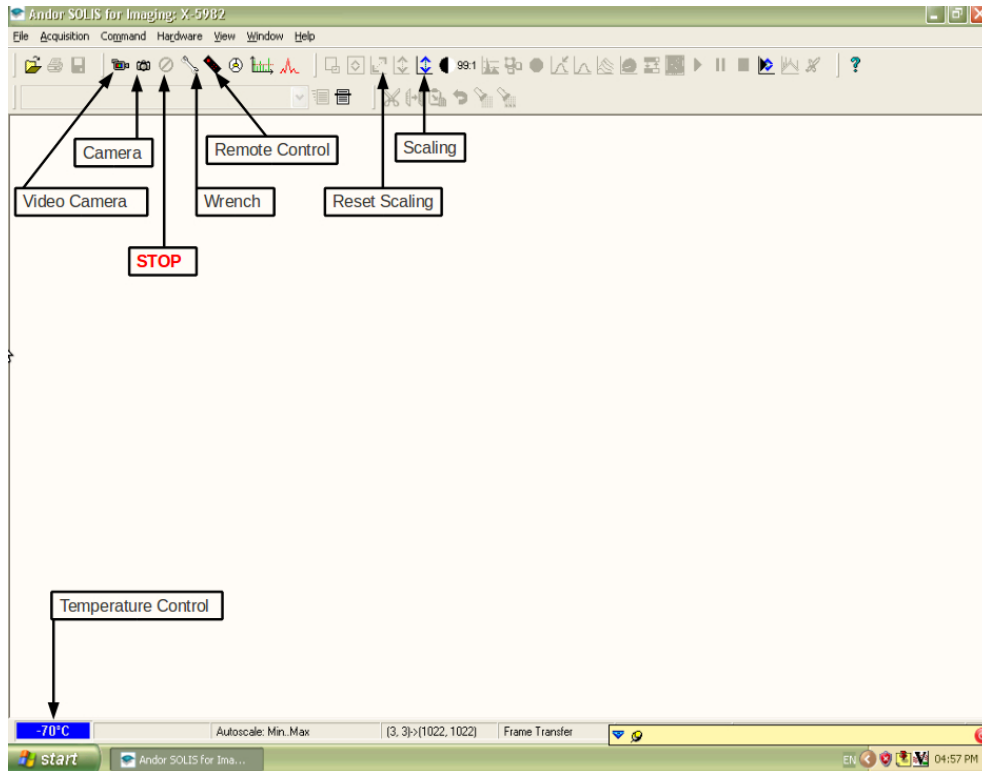 Andor SOLIS for Imaging: X-5982
File Acquisition Command Hardware View Window Help
99:1 ?
Camera Remote Control Scaling
Video Camera Wrench Reset Scaling
STOP
Temperature Control
-70°C Autoscale: Min..Max (3, 3)->(1022, 1022) Frame Transfer
start Andor SOLIS for Ima... EN 04:57 PM